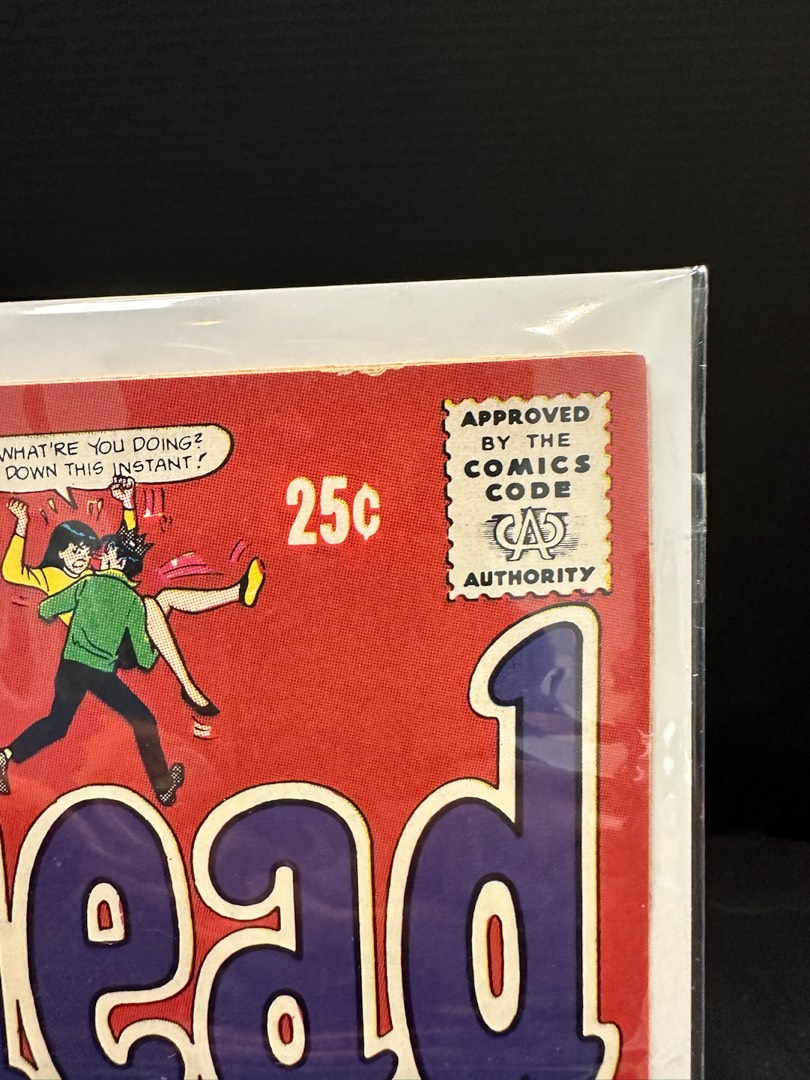 WHAT'RE YOU DOING?
DOWN THIS INSTANT!
25¢
APPROVED
BY THE
COMICS
CODE
CA
AUTHORITY
ead